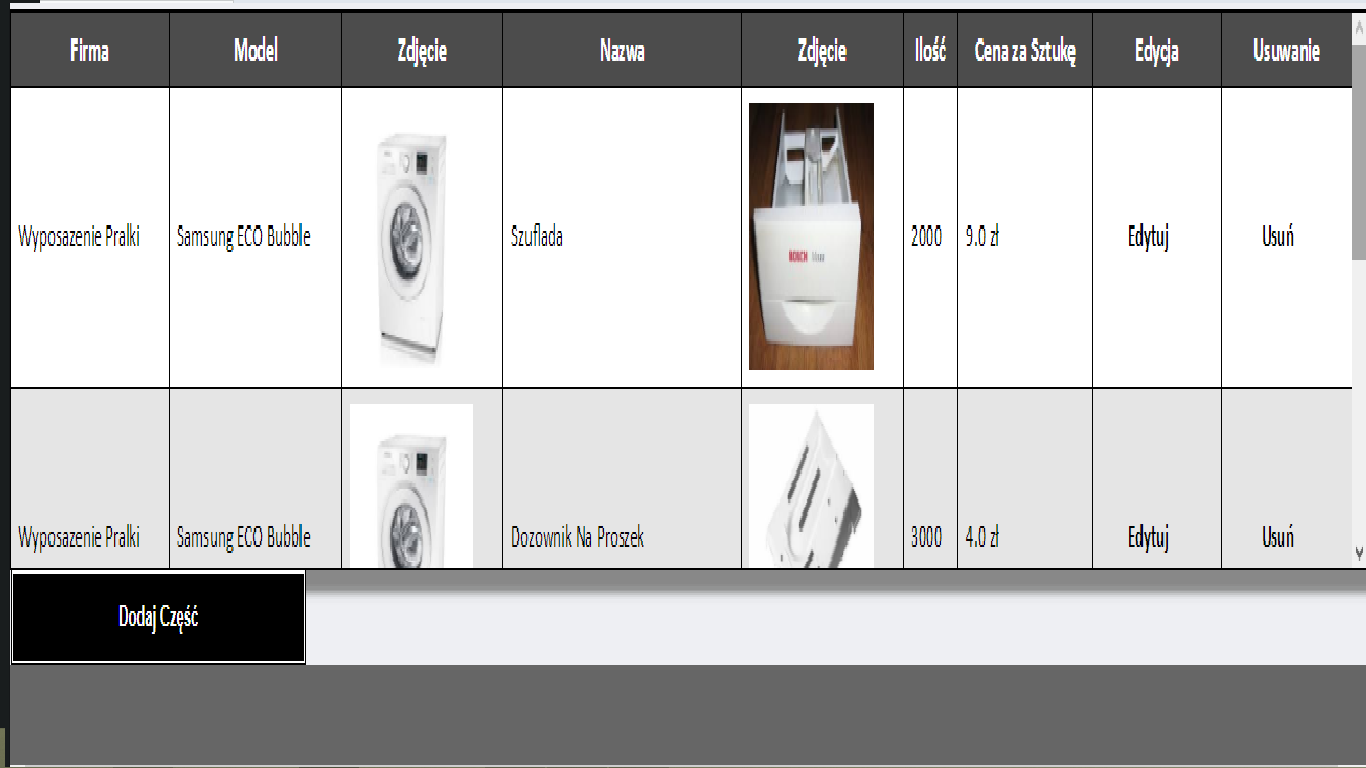 Firma Model Zdjęcie Nazwa Zdjęcie Ilość Cena za Sztukę Edycja Usuwanie
Wyposazenie Pralki Samsung ECO Bubble Szuflada BOSCH Maxx 2000 9.0 zł Edytuj Usuń
Wyposazenie Pralki Samsung ECO Bubble Dozownik Na Proszek 3000 4.0 zł Edytuj Usuń
Dodaj Część